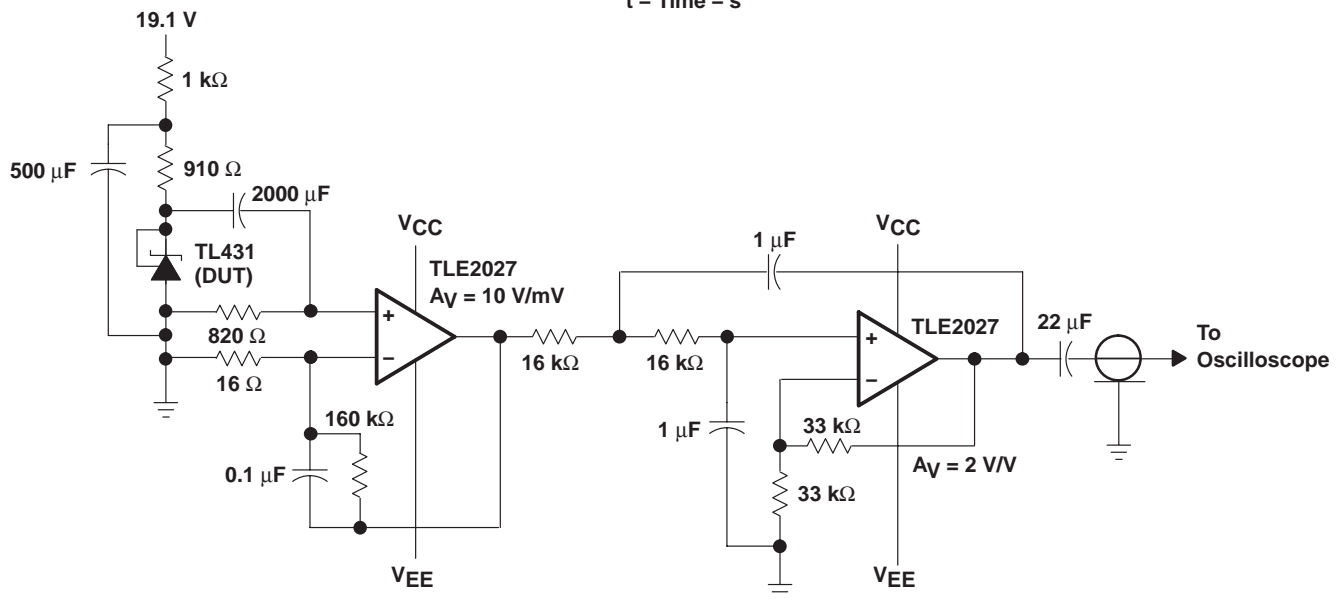 t – Time – s
19.1 V
1 kΩ
500 μF
910 Ω
2000 μF
TL431
(DUT)
820 Ω
16 Ω
VCC
TLE2027
AV = 10 V/mV
+
–
160 kΩ
0.1 μF
VEE
16 kΩ
16 kΩ
1 μF
1 μF
VCC
TLE2027
+
–
33 kΩ
AV = 2 V/V
33 kΩ
VEE
22 μF
To
Oscilloscope